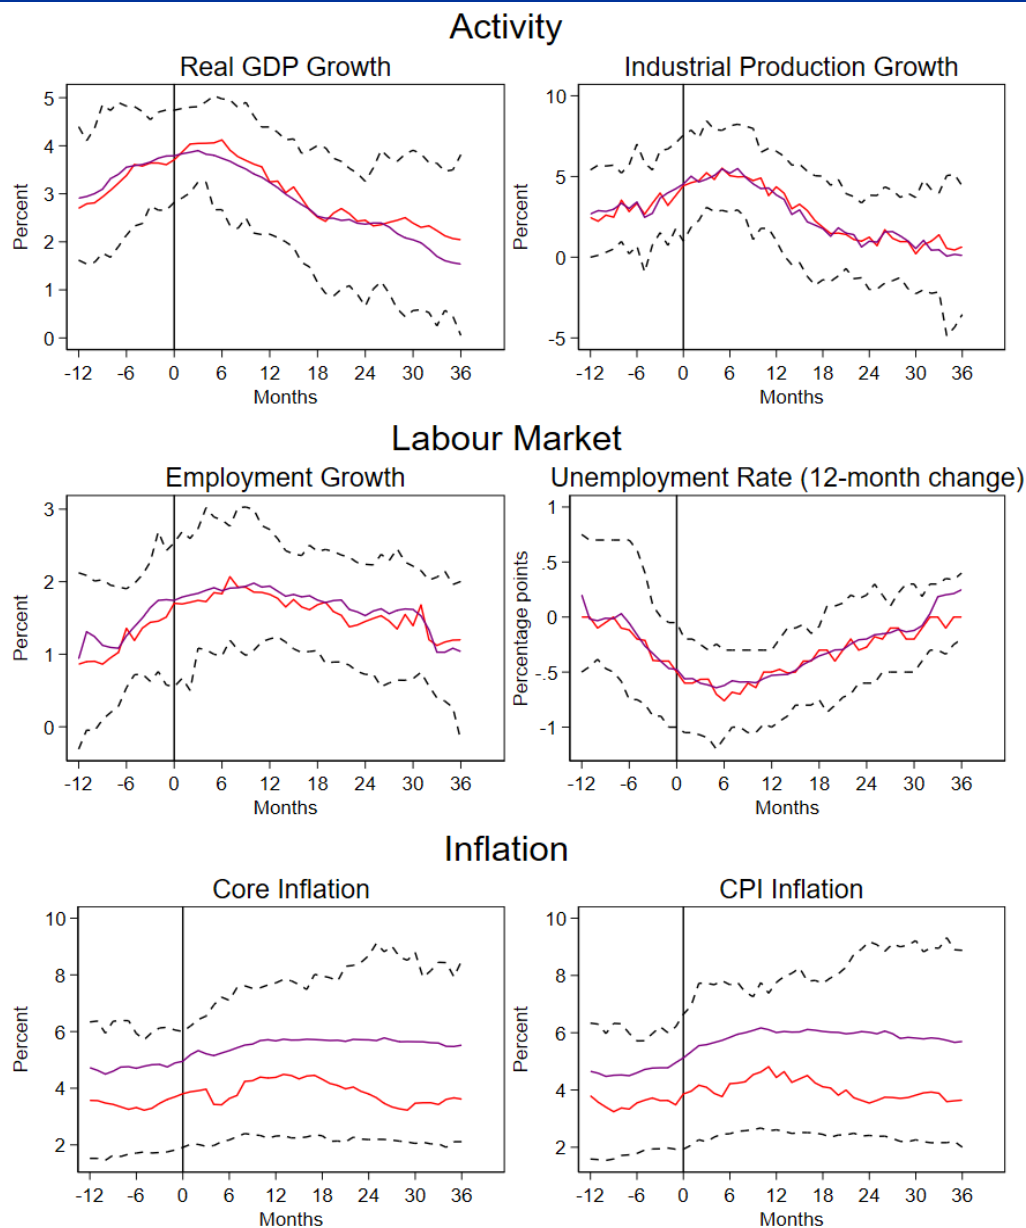 Activity
Real GDP Growth
Industrial Production Growth
Percent
5
4
3
2
1
0
-12 -6 0 6 12 18 24 30 36
Months
Percent
10
5
0
-5
-12 -6 0 6 12 18 24 30 36
Months
Labour Market
Employment Growth
Unemployment Rate (12-month change)
Percent
3
2
1
0
-12 -6 0 6 12 18 24 30 36
Months
Percentage points
1
.5
0
-.5
-1
-12 -6 0 6 12 18 24 30 36
Months
Inflation
Core Inflation
CPI Inflation
Percent
10
8
6
4
2
-12 -6 0 6 12 18 24 30 36
Months
Percent
10
8
6
4
2
-12 -6 0 6 12 18 24 30 36
Months